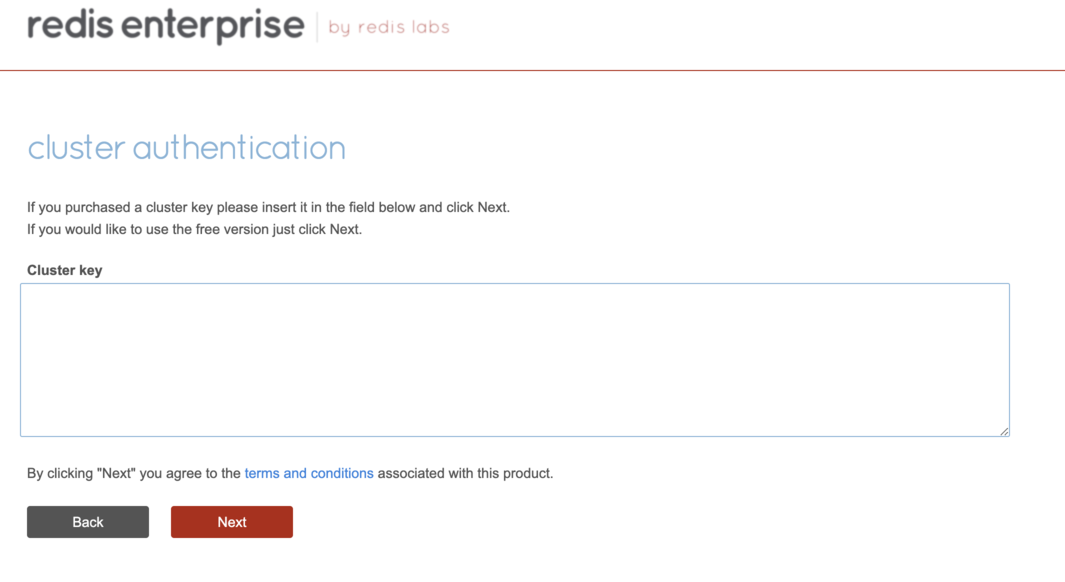 redis enterprise by redis labs
cluster authentication
If you purchased a cluster key please insert it in the field below and click Next.
If you would like to use the free version just click Next.
Cluster key
By clicking "Next" you agree to the terms and conditions associated with this product.
Back Next